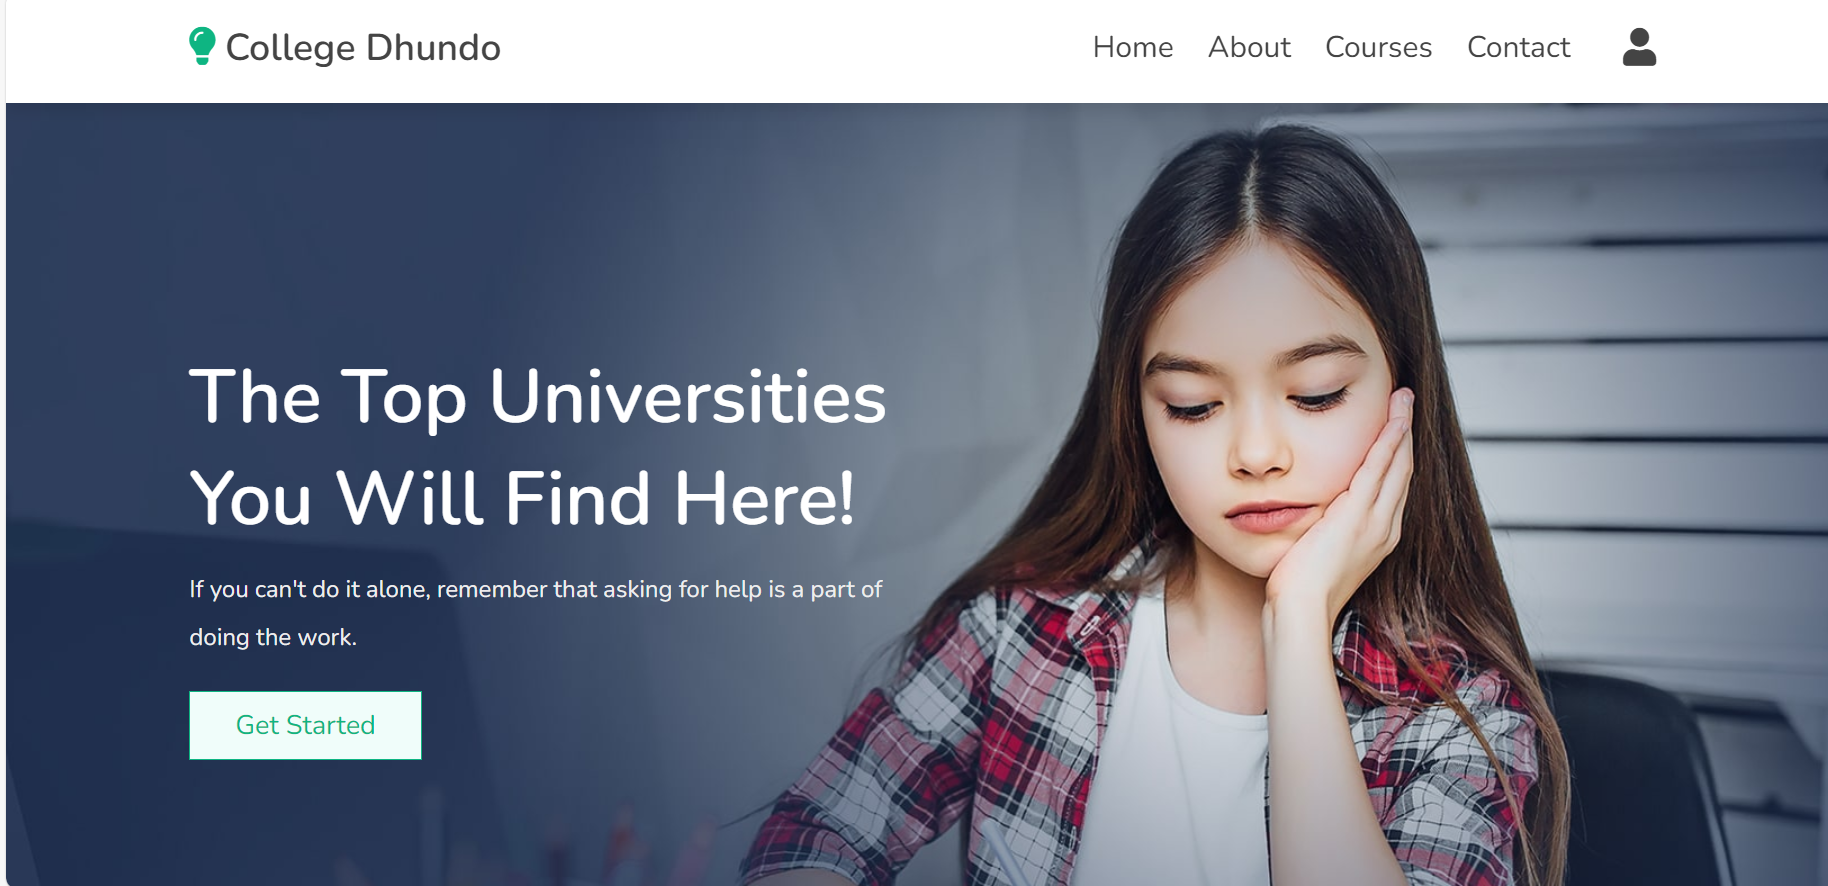 College Dhundo
Home About Courses Contact
The Top Universities
You Will Find Here!
If you can't do it alone, remember that asking for help is a part of
doing the work.
Get Started